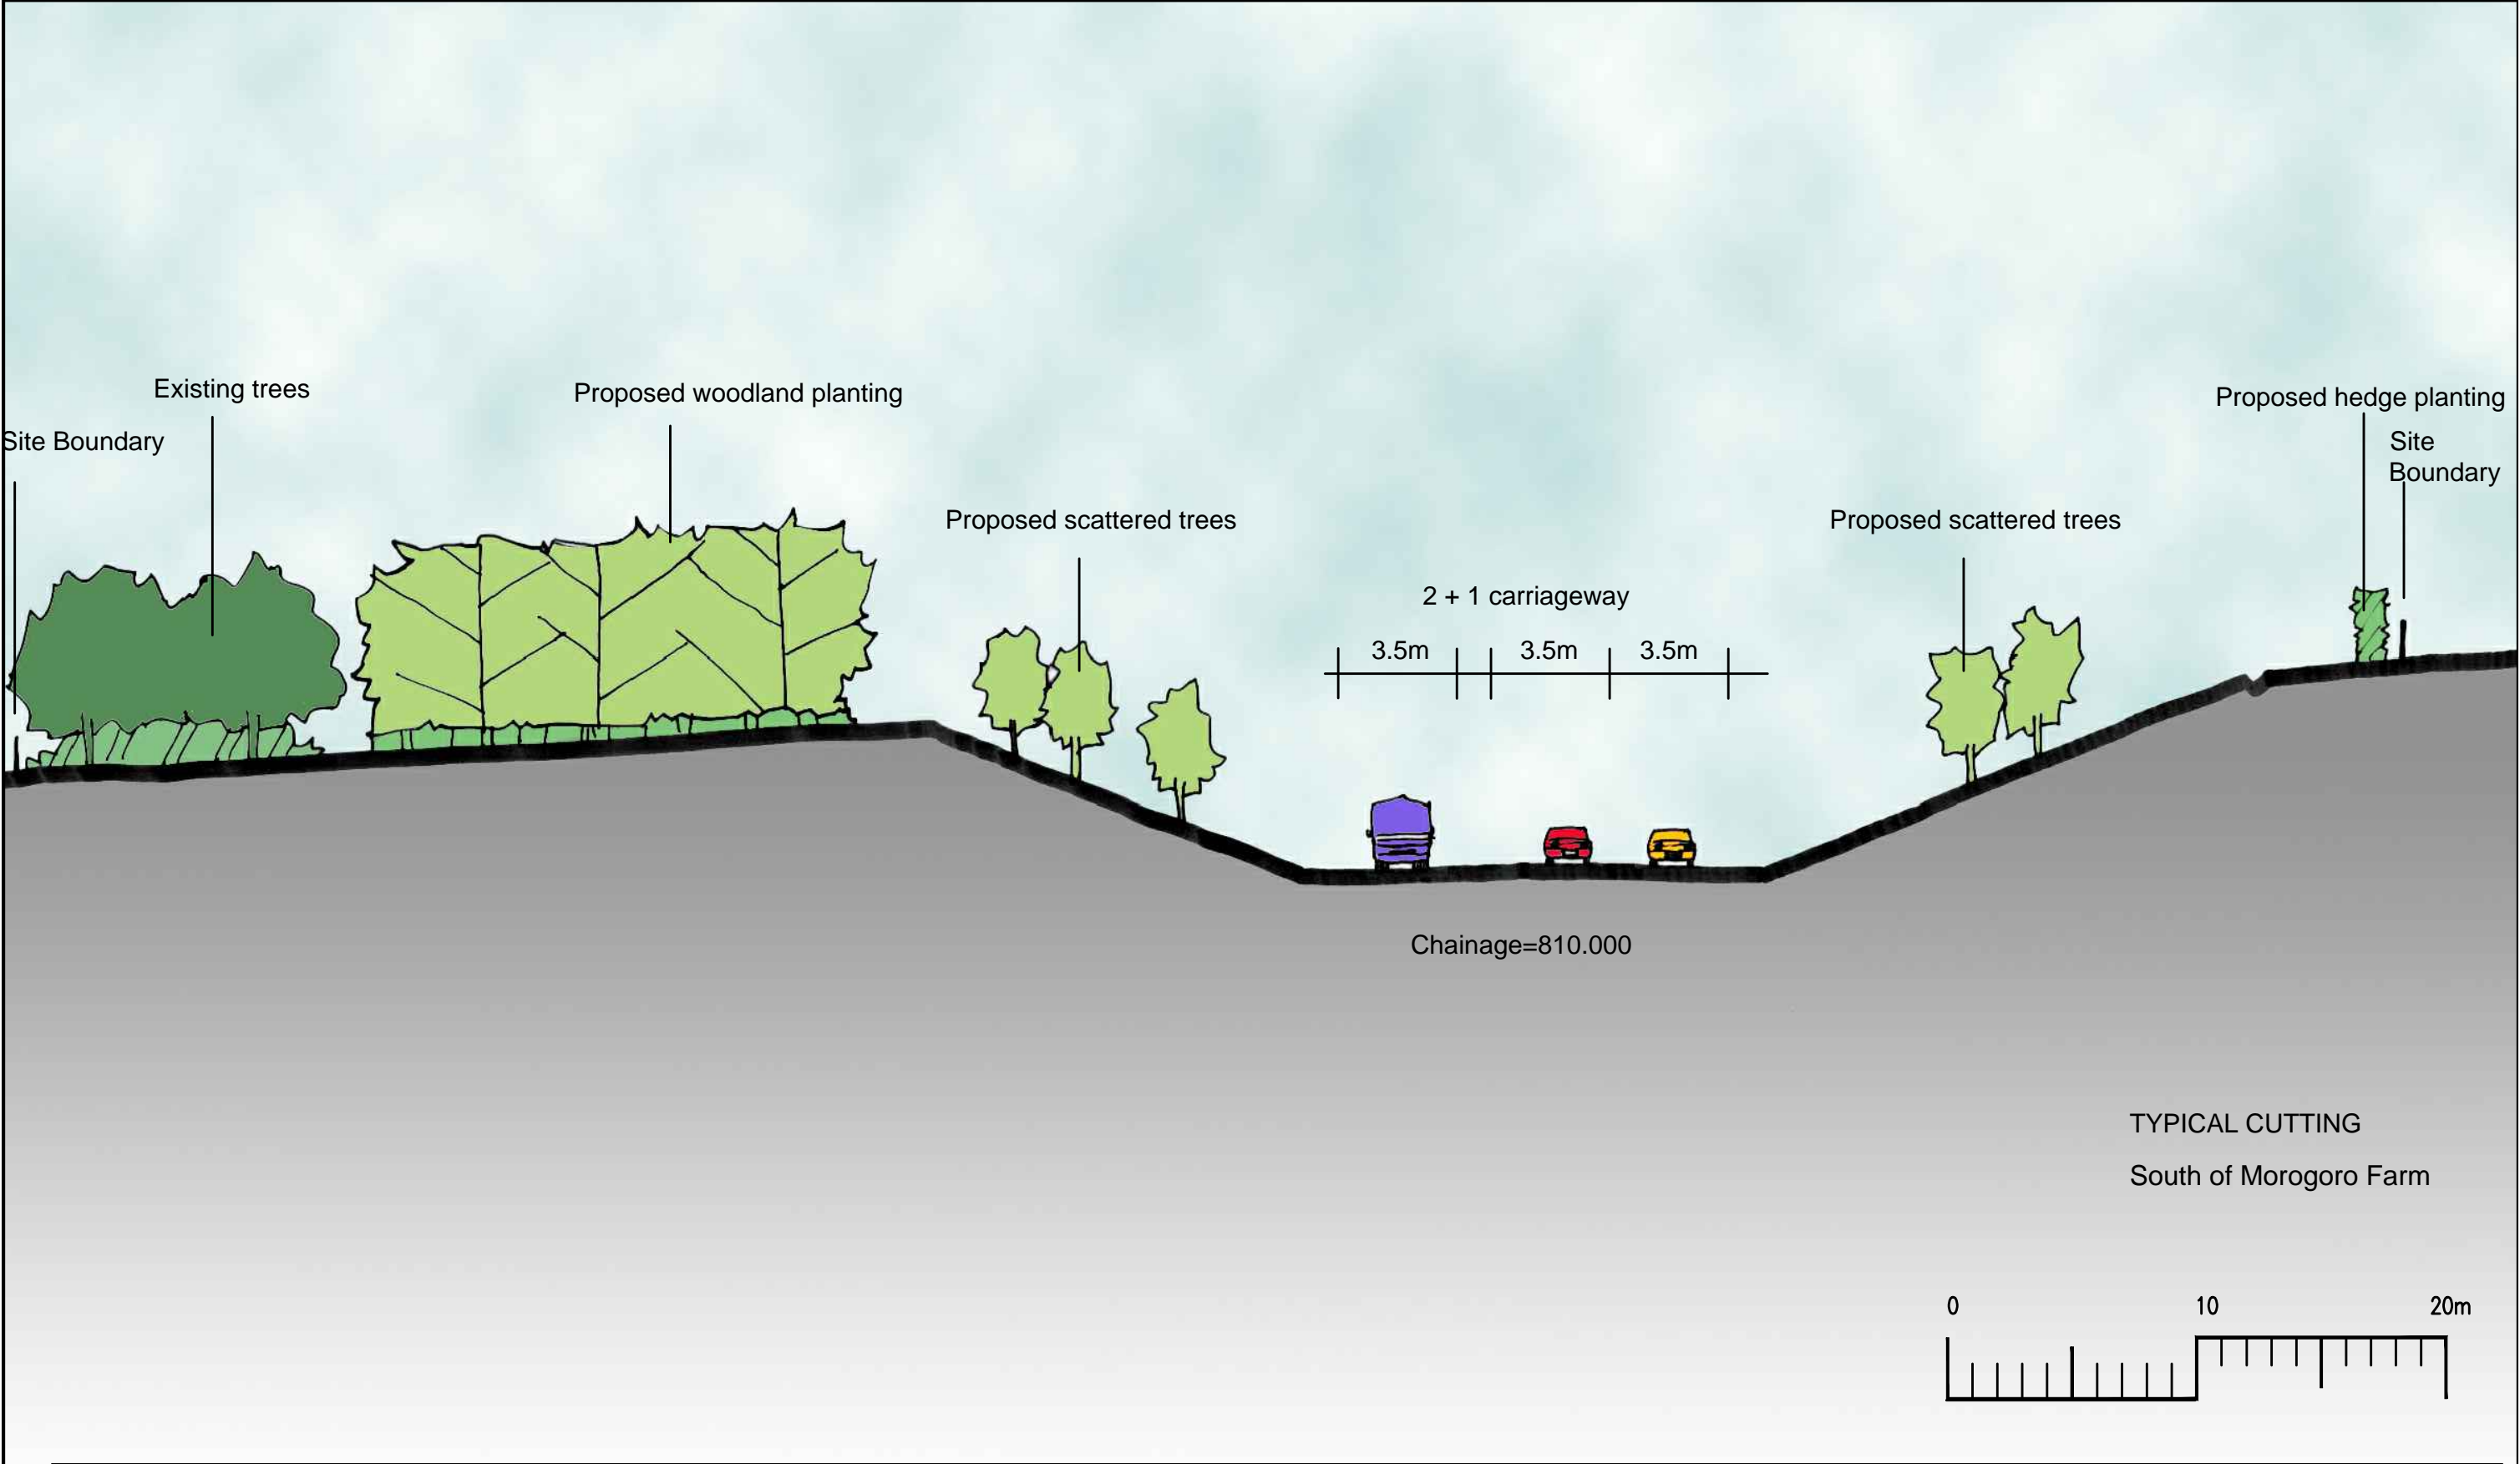 Existing trees
Proposed woodland planting
Proposed hedge planting
Site Boundary
Site
Boundary
Proposed scattered trees
Proposed scattered trees
2 + 1 carriageway
3.5m
3.5m
3.5m
Chainage=810.000
TYPICAL CUTTING
South of Morogoro Farm
0 10 20m